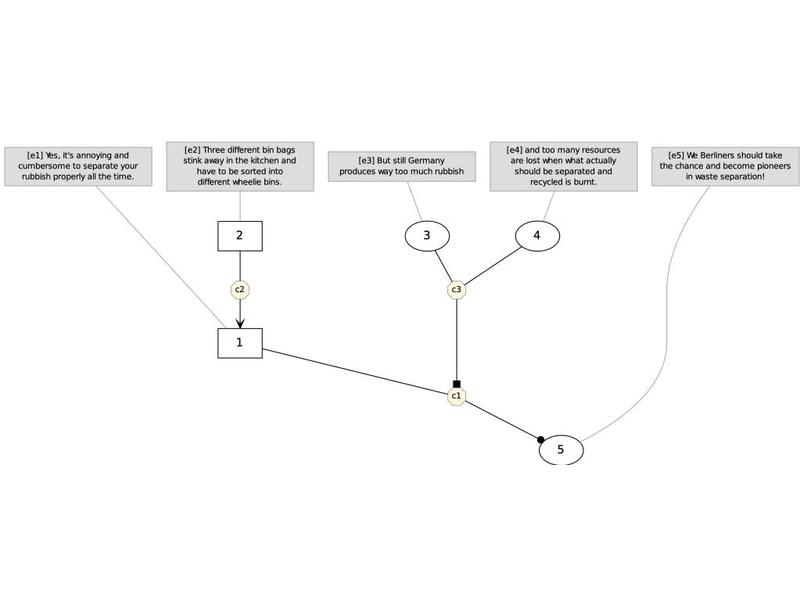 [e1] Yes, it's annoying and
cumbersome to separate your
rubbish properly all the time.
[e2] Three different bin bags
stink away in the kitchen and
have to be sorted into
different wheelie bins.
[e3] But still Germany
produces way too much rubbish
[e4] and too many resources
are lost when what actually
should be separated and
recycled is burnt.
[e5] We Berliners should take
the chance and become pioneers
in waste separation!
2
3
4
c2
c3
1
c1
5